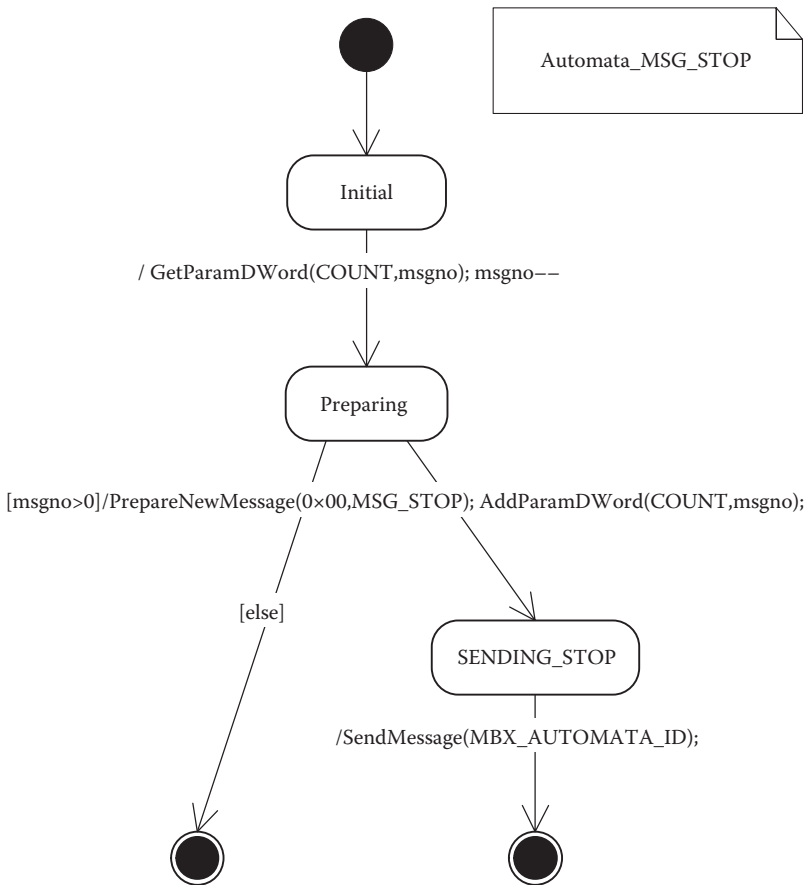 Automata_MSG_STOP
Initial
/ GetParamDWord(COUNT,msgno); msgno––
Preparing
[msgno>0]/PrepareNewMessage(0×00,MSG_STOP); AddParamDWord(COUNT,msgno);
[else]
SENDING_STOP
/SendMessage(MBX_AUTOMATA_ID);